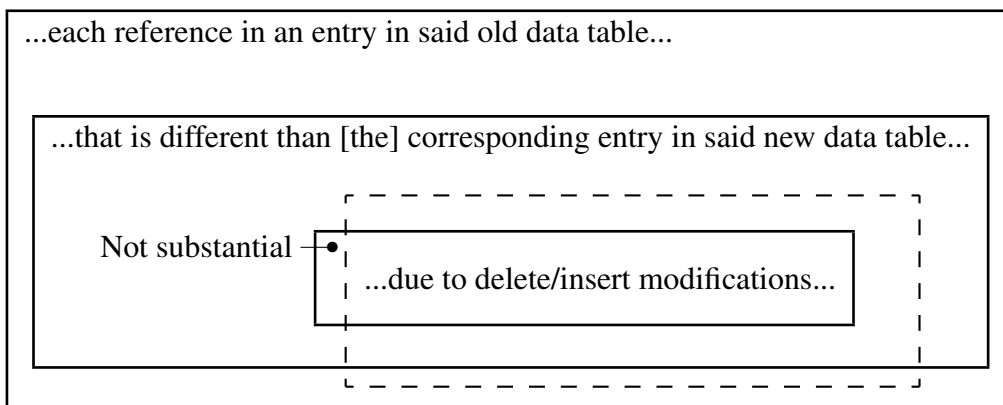 ...each reference in an entry in said old data table...
...that is different than [the] corresponding entry in said new data table...
Not substantial
...due to delete/insert modifications...